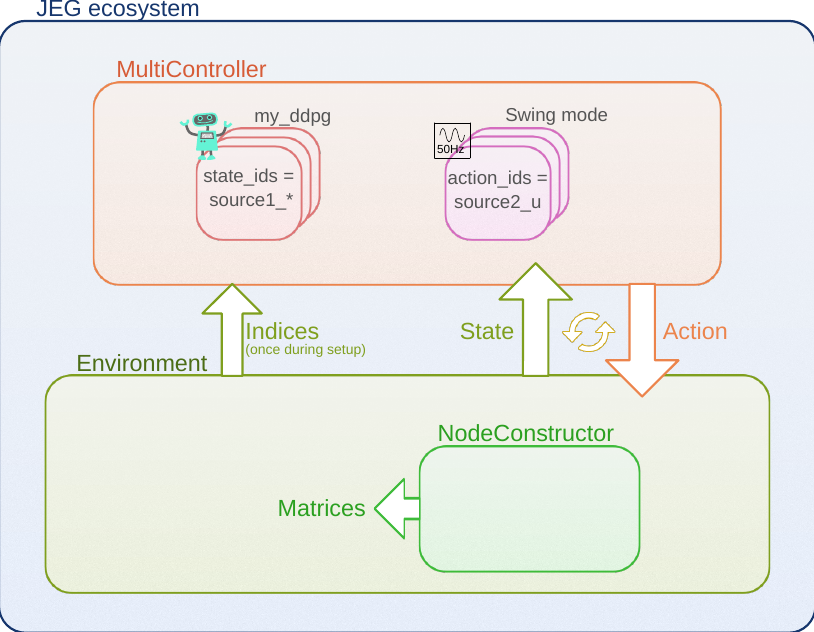 JEG ecosystem
MultiController
my_ddpg
Swing mode
50Hz
state_ids =
source1_*
action_ids =
source2_u
Indices
(once during setup)
State
Action
Environment
NodeConstructor
Matrices